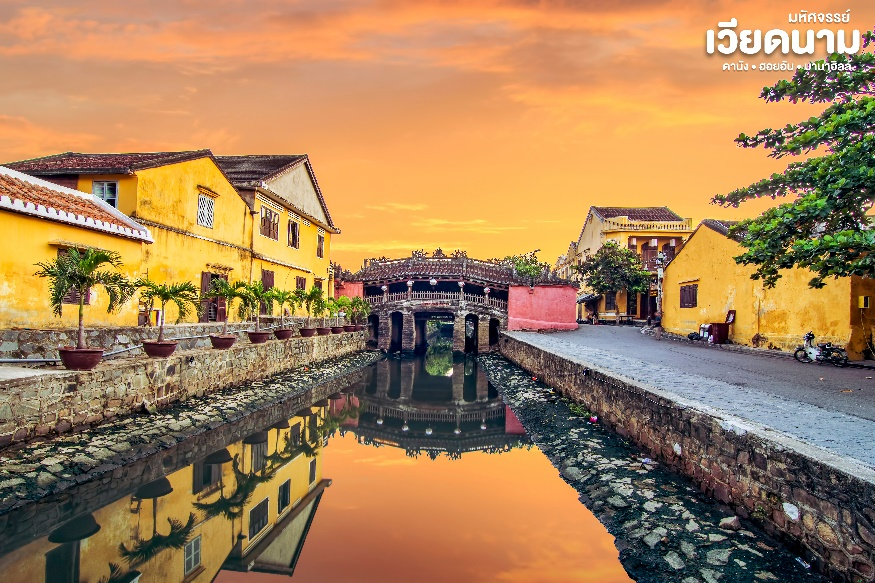 มหัศจรรย์
เวียดนาม
ดานัง • ฮอยอัน • บานาฮิลล์